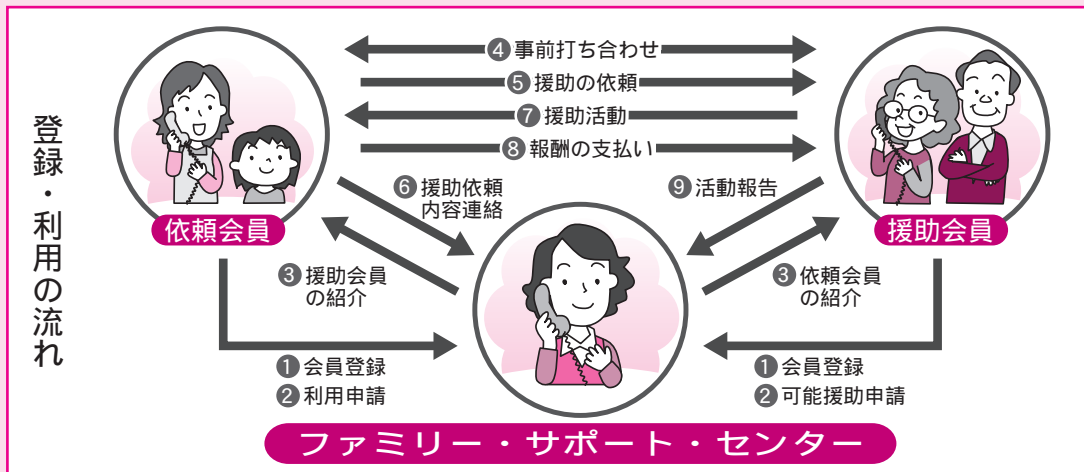 登録・利用の流れ
❹事前打ち合わせ
❺援助の依頼
❼援助活動
❽報酬の支払い
❻援助依頼
内容連絡
❾活動報告
依頼会員
援助会員
❸援助会員
の紹介
❸依頼会員
の紹介
❶会員登録
❷利用申請
❶会員登録
❷可能援助申請
ファミリー・サポート・センター